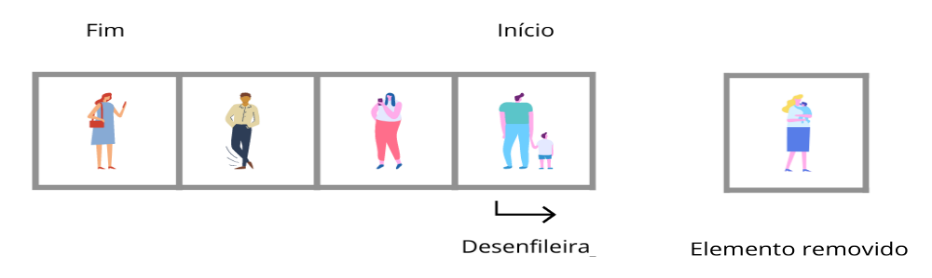 Fim
Início
Desenfileira_
Elemento removido